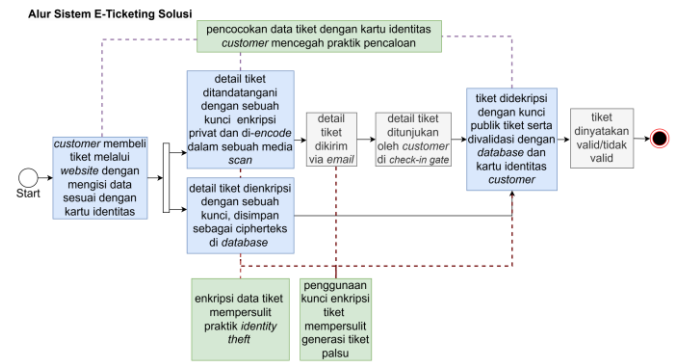 Alur Sistem E-Ticketing Solusi
pencocokan data tiket dengan kartu identitas
customer mencegah praktik pencaloan
Start
customer membeli
tiket melalui
website dengan
mengisi data
sesuai dengan
kartu identitas
detail tiket
ditandatangani
dengan sebuah
kunci enkripsi
privat dan di-encode
dalam sebuah media
scan
detail tiket dienkripsi
dengan sebuah
kunci, disimpan
sebagai cipherteks
di database
detail
tiket
dikirim
via email
detail tiket
ditunjukan
oleh customer
di check-in gate
tiket didekripsi
dengan kunci
publik tiket serta
divalidasi dengan
database dan
kartu identitas
customer
tiket
dinyatakan
valid/tidak
valid
enkripsi data tiket
mempersulit
praktik identity
theft
penggunaan
kunci enkripsi
tiket
mempersulit
generasi tiket
palsu